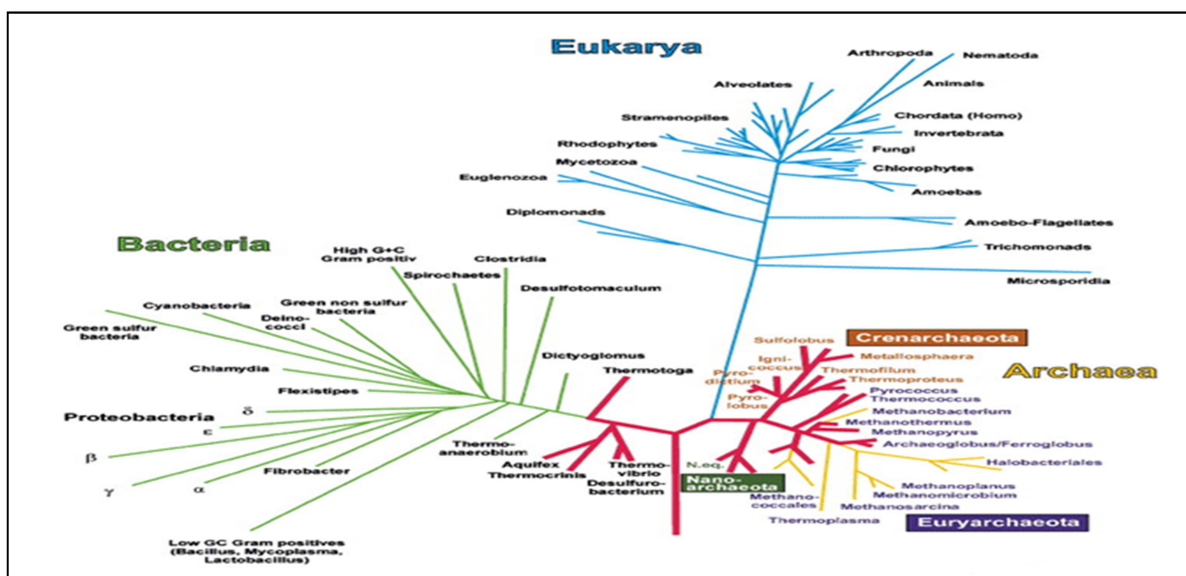 Eukarya
Arthropoda
Nematoda
Alveolates
Animals
Stramenopiles
Chordata (Homo)
Invertebrata
Rhodophytes
Fungi
Mycetozoa
Chlorophytes
Euglenozoa
Amoebas
Diplomonads
Amoebo-Flagellates
Trichomonads
Microsporidia
Bacteria
High G+C
Gram positiv
Clostridia
Spirochaetes
Desulfotomaculum
Cyanobacteria
Green non sulfur
bacteria
Deino-
cocci
Green sulfur
bacteria
Dictyoglomus
Chlamydia
Thermotoga
Flexistipes
Proteobacteria
δ
ε
β
γ
α
Fibrobacter
Thermo-
anaerobium
Aquifex
Thermocrinis
Thermo-
vibrio
Desulfuro-
bacterium
Low GC Gram positives
(Bacillus, Mycoplasma,
Lactobacillus)
Sulfolobus
Crenarchaeota
Igni-
coccus
Metallosphaera
Archaea
Pyro-
dictium
Thermofilum
Thermoproteus
Pyro-
lobus
Pyrococcus
Thermococcus
Methanobacterium
Methanothermus
Methanopyrus
Archaeoglobus/Ferroglobus
N.eq.
Nano-
archaeota
Halobacteriales
Methano-
coccales
Methanoplanus
Methanomicrobium
Methanosarcina
Thermoplasma
Euryarchaeota